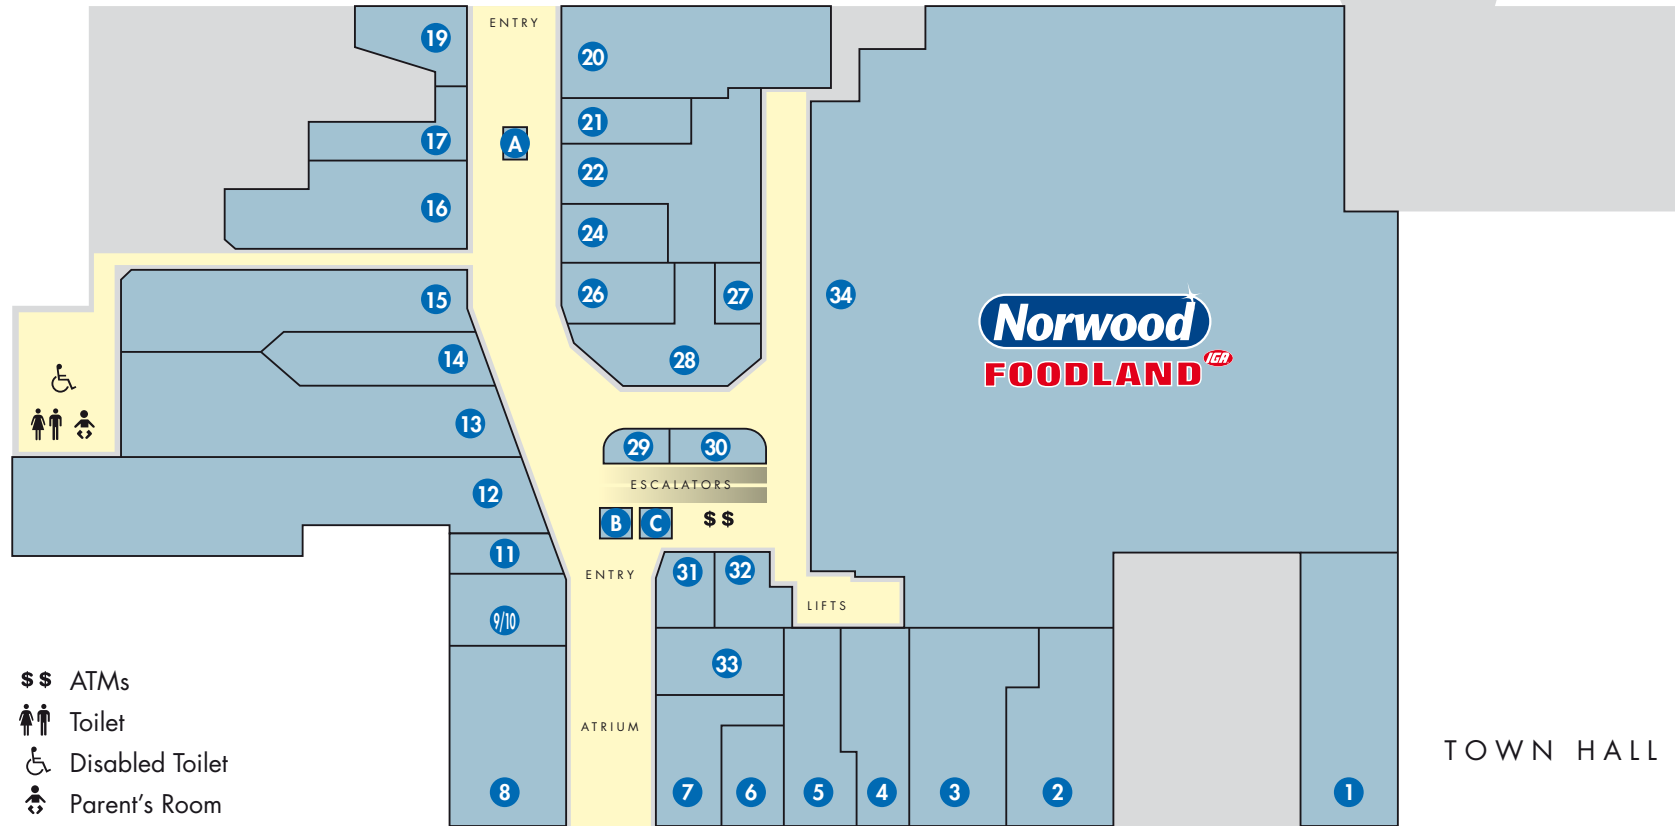 ENTRY
19
20
A
21
17
22
16
24
26
27
34
15
Norwood
FOODLAND IGA
14
28
13
29
30
ESCALATORS
12
B
C
$ $
11
ENTRY
31
32
LIFTS
9/10
33
$ $ ATMs
Toilet
ATRIUM
TOWN HALL
Disabled Toilet
8
7
6
5
4
3
2
1
Parent's Room